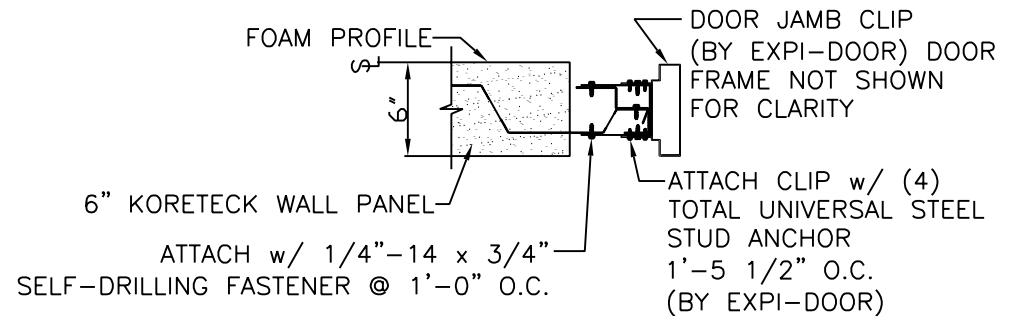 FOAM PROFILE
6"
6" KORETECK WALL PANEL
ATTACH w/ 1/4"-14 x 3/4"
SELF-DRILLING FASTENER @ 1'-0" O.C.
DOOR JAMB CLIP
(BY EXPI-DOOR) DOOR
FRAME NOT SHOWN
FOR CLARITY
ATTACH CLIP w/ (4)
TOTAL UNIVERSAL STEEL
STUD ANCHOR
1'-5 1/2" O.C.
(BY EXPI-DOOR)